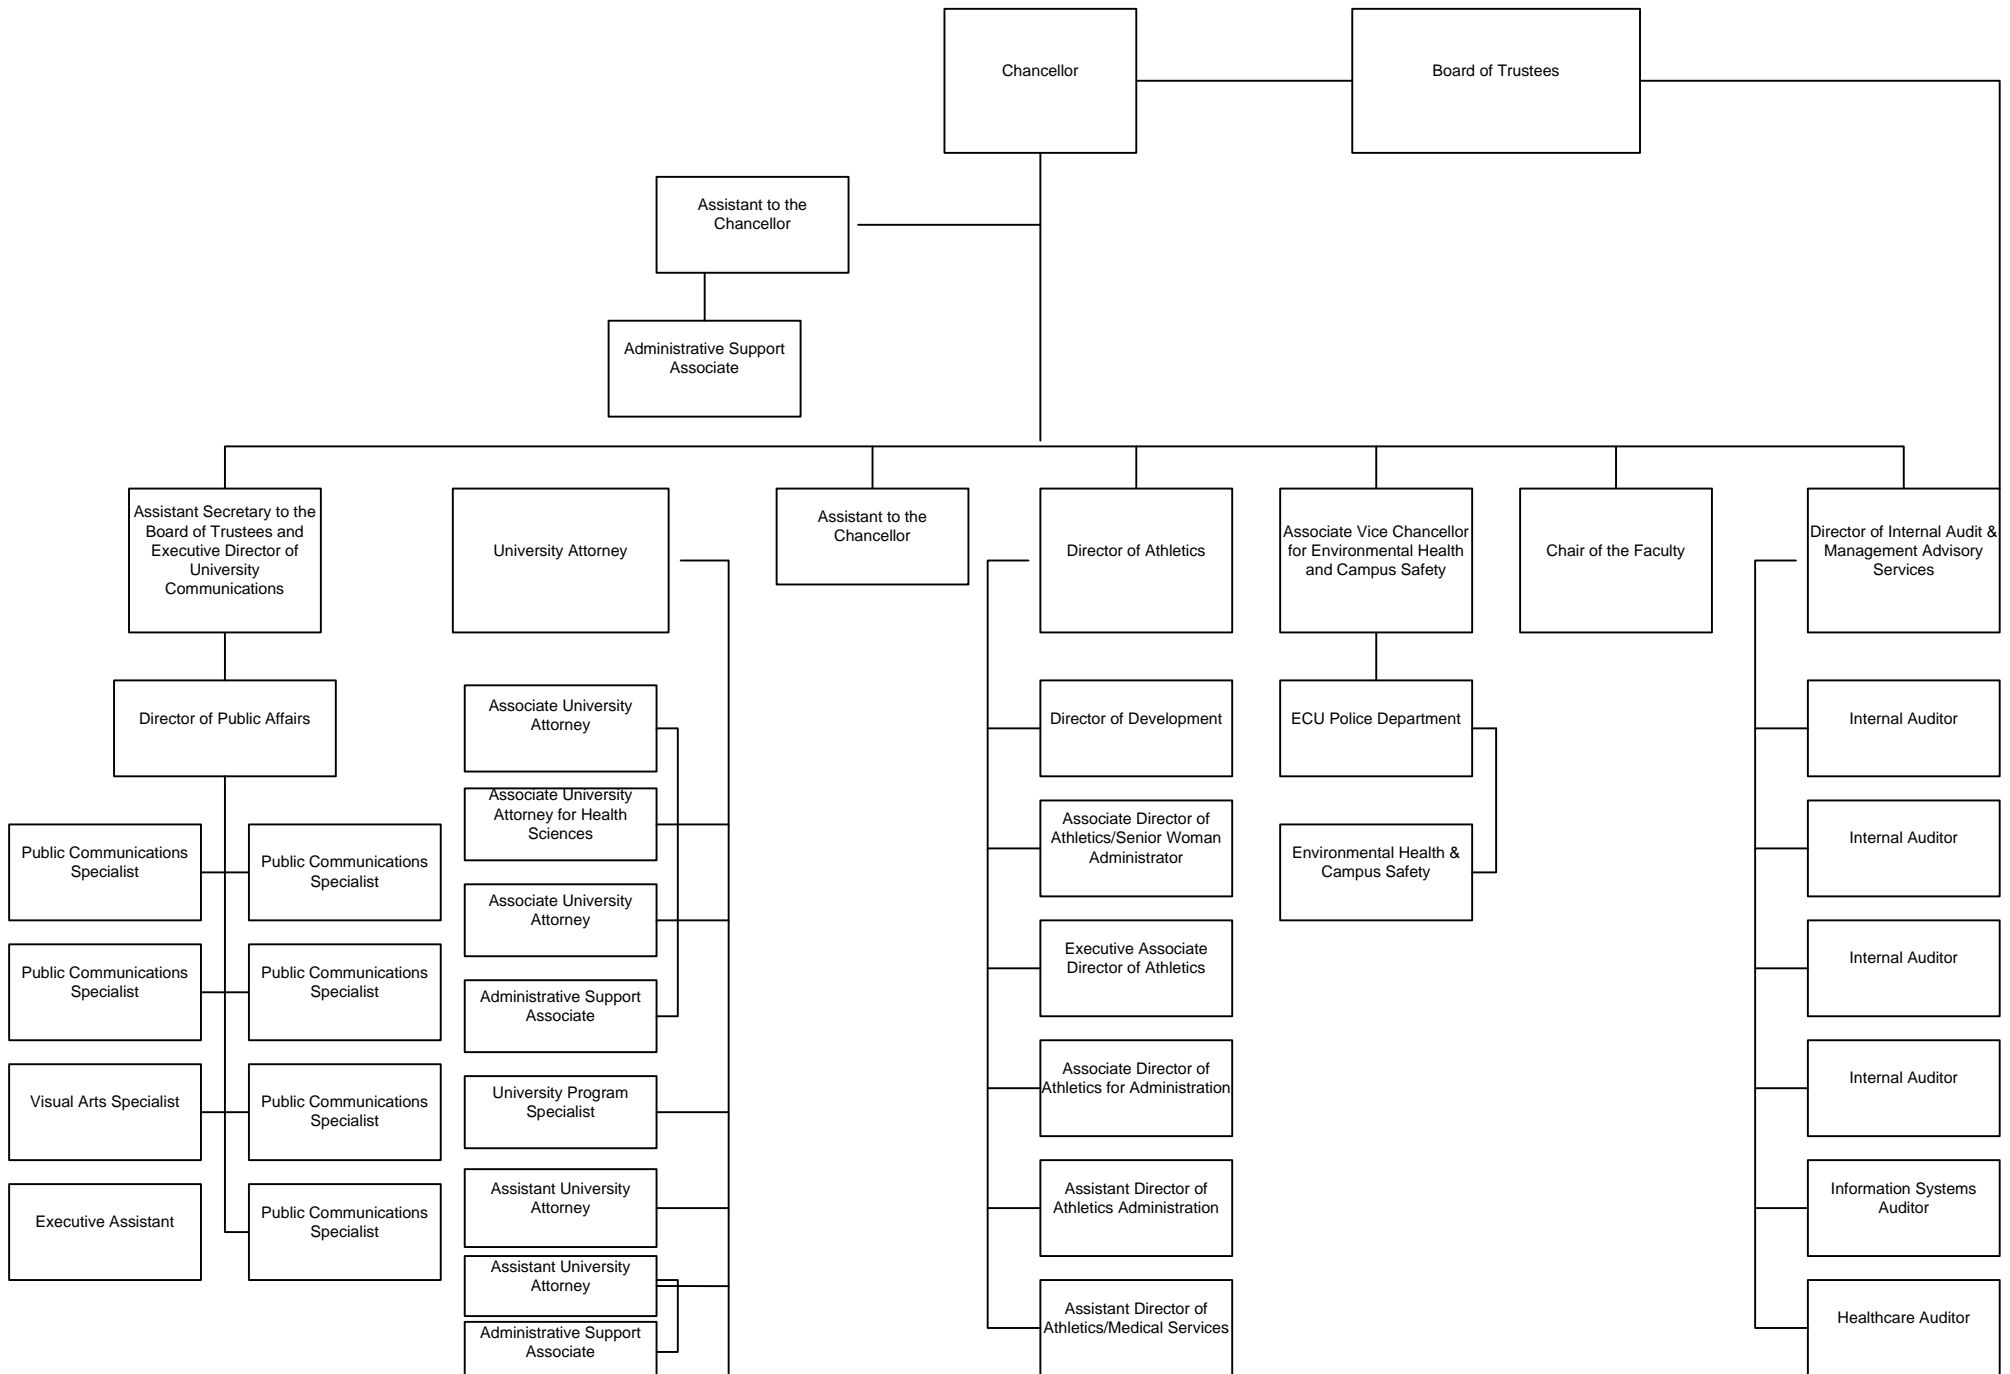 Chancellor
Board of Trustees
Assistant to the
Chancellor
Administrative Support
Associate
Assistant Secretary to the
Board of Trustees and
Executive Director of
University
Communications
University Attorney
Assistant to the
Chancellor
Director of Athletics
Associate Vice Chancellor
for Environmental Health
and Campus Safety
Chair of the Faculty
Director of Internal Audit &
Management Advisory
Services
Director of Public Affairs
Public Communications
Specialist
Public Communications
Specialist
Public Communications
Specialist
Public Communications
Specialist
Visual Arts Specialist
Public Communications
Specialist
Executive Assistant
Public Communications
Specialist
Associate University
Attorney
Associate University
Attorney for Health
Sciences
Associate University
Attorney
Administrative Support
Associate
University Program
Specialist
Assistant University
Attorney
Assistant University
Attorney
Administrative Support
Associate
Director of Development
Associate Director of
Athletics/Senior Woman
Administrator
Executive Associate
Director of Athletics
Associate Director of
Athletics for Administration
Assistant Director of
Athletics Administration
Assistant Director of
Athletics/Medical Services
ECU Police Department
Environmental Health &
Campus Safety
Internal Auditor
Internal Auditor
Internal Auditor
Internal Auditor
Information Systems
Auditor
Healthcare Auditor